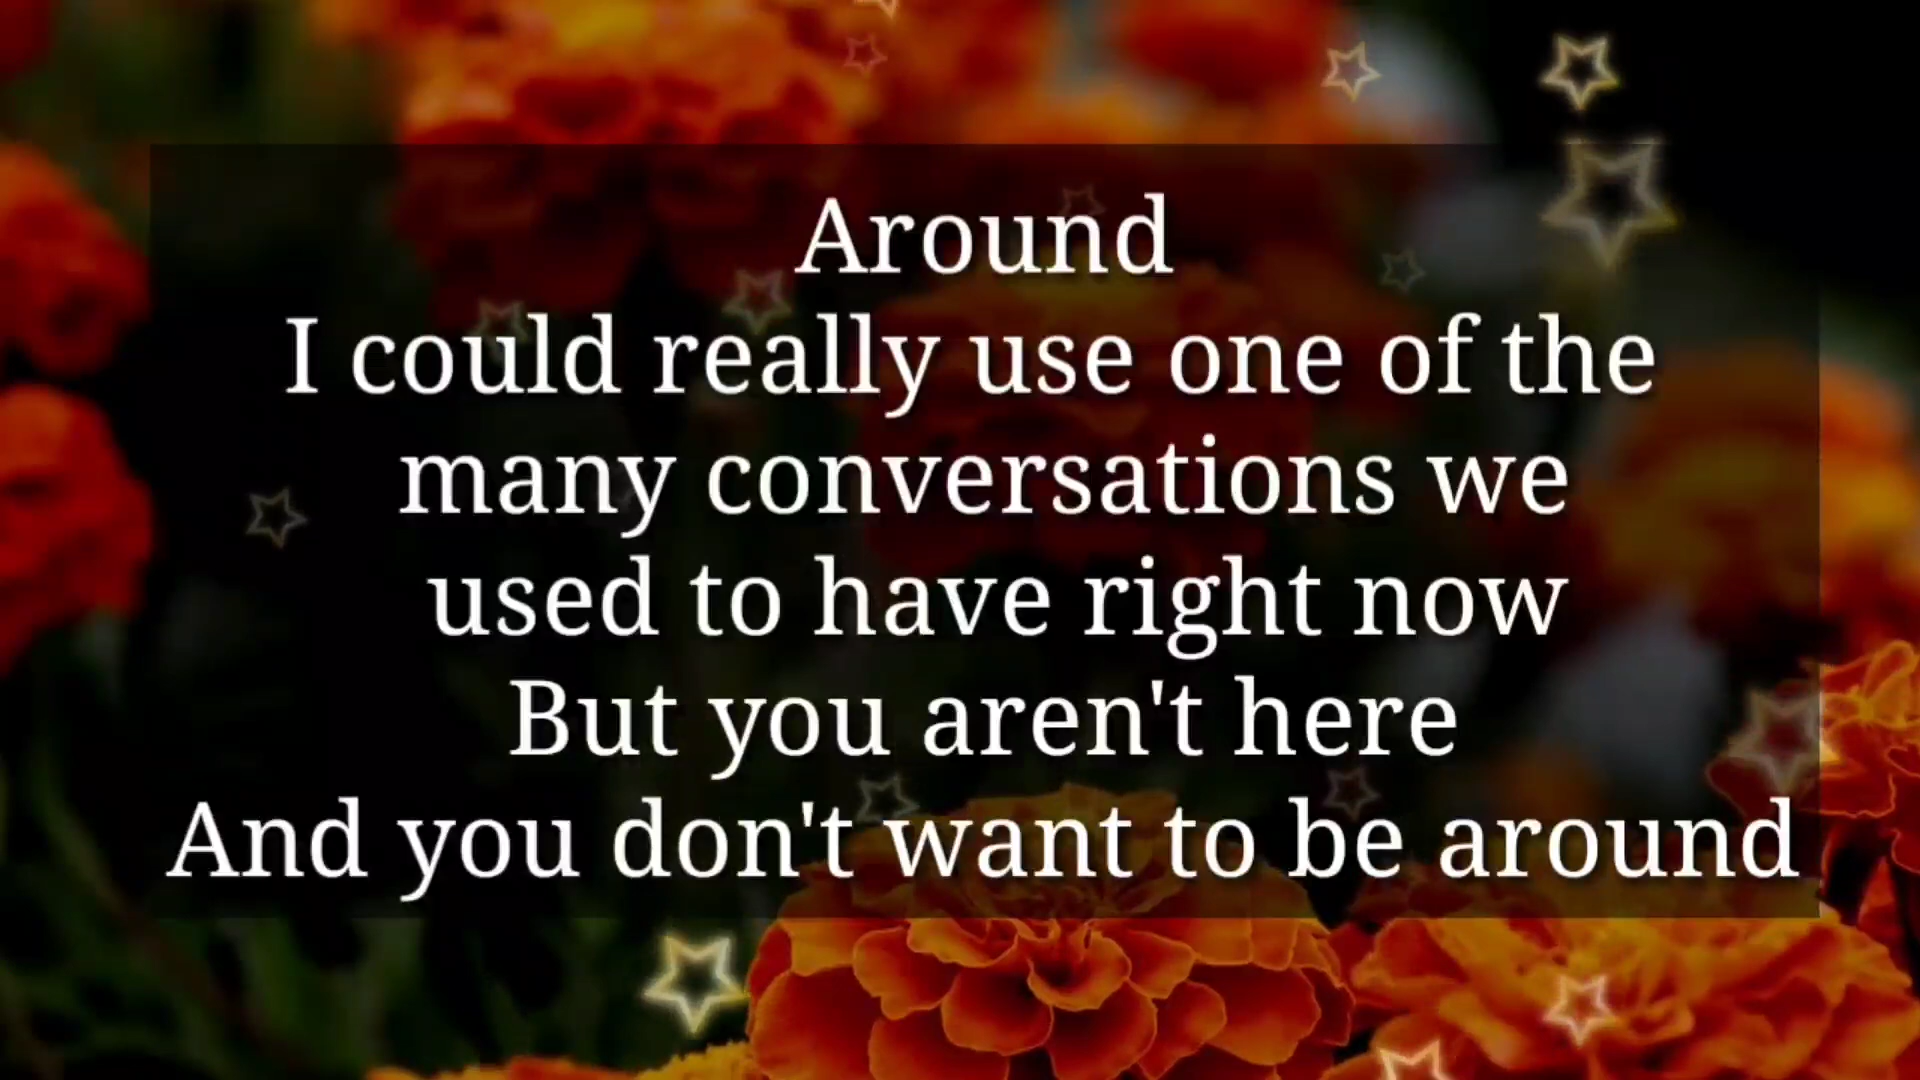 Around
I could really use one of the
many conversations we
used to have right now
But you aren't here
And you don't want to be around